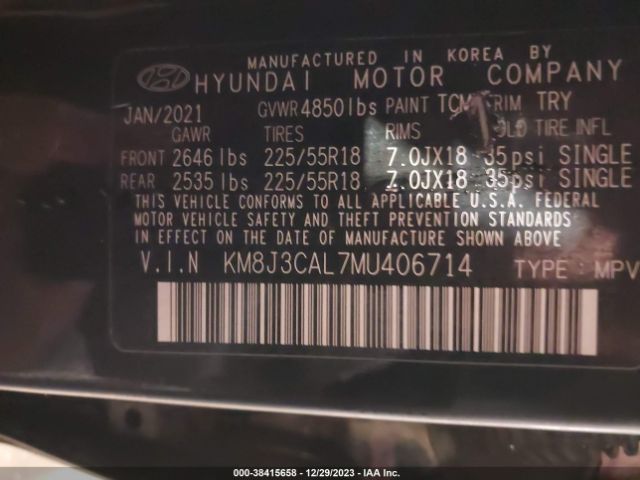 MANUFACTURED IN KOREA BY
HYUNDAI MOTOR COMPANY
JAN/2021 GVWR 4850 lbs PAINT TCM TRIM TRY
GAWR TIRES RIMS COLD TIRE.INFL
FRONT 2646 lbs 225/55R18 7.0JX18 35psi SINGLE
REAR 2535 lbs 225/55R18 7.0JX18 35psi SINGLE
THIS VEHICLE CONFORMS TO ALL APPLICABLE U.S.A. FEDERAL
MOTOR VEHICLE SAFETY AND THEFT PREVENTION STANDARDS
IN EFFECT ON THE DATE OF MANUFACTURE SHOWN ABOVE
V.I.N KM8J3CAL7MU406714 TYPE : MPV
000 - 38415658 - 12/29/2023 - IAA Inc.